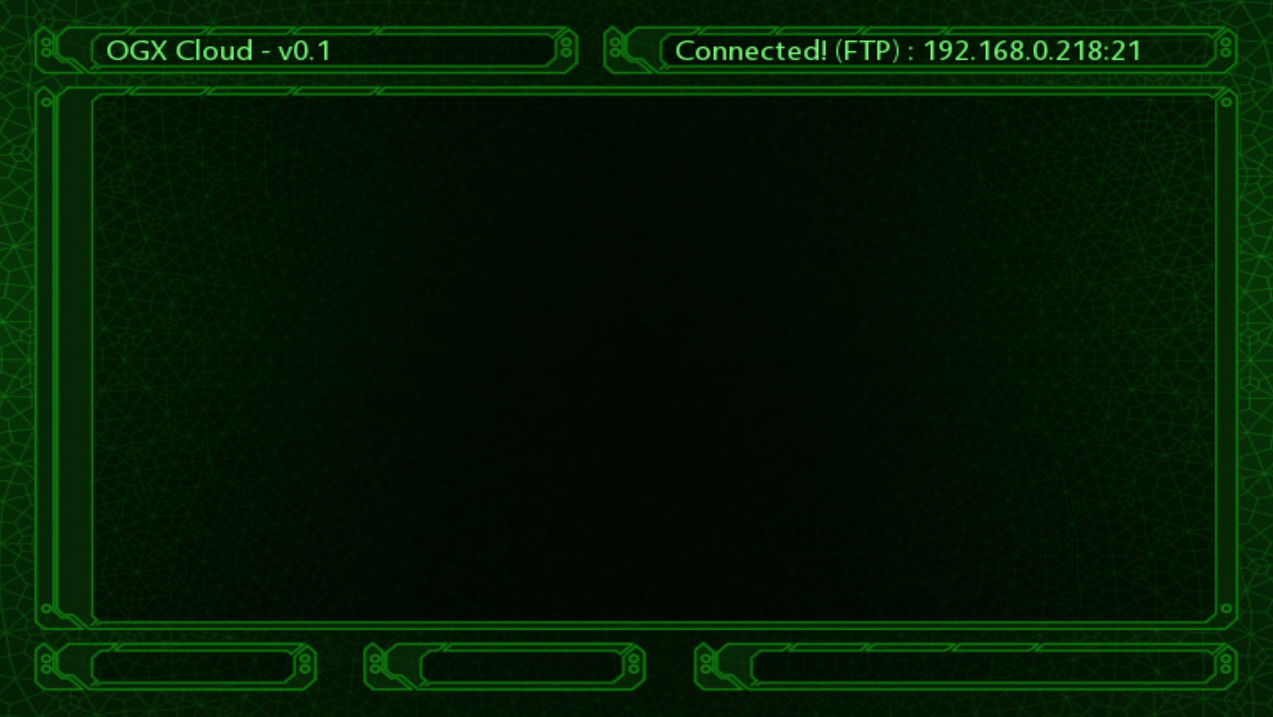 OGX Cloud - v0.1
Connected! (FTP) : 192.168.0.218:21